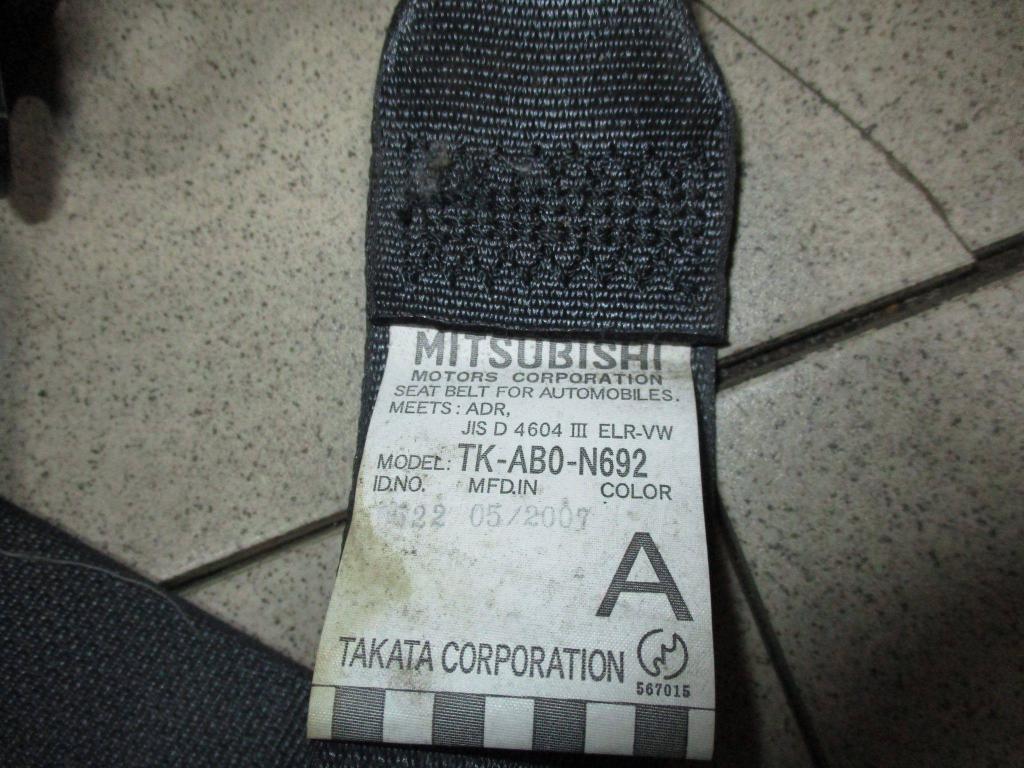 MITSUBISHI
MOTORS CORPORATION
SEAT BELT FOR AUTOMOBILES.
MEETS: ADR,
JIS D 4604 III ELR-VW
MODEL: TK-AB0-N692
ID.NO. MFD.IN COLOR
05/2007
A
TAKATA CORPORATION
567015